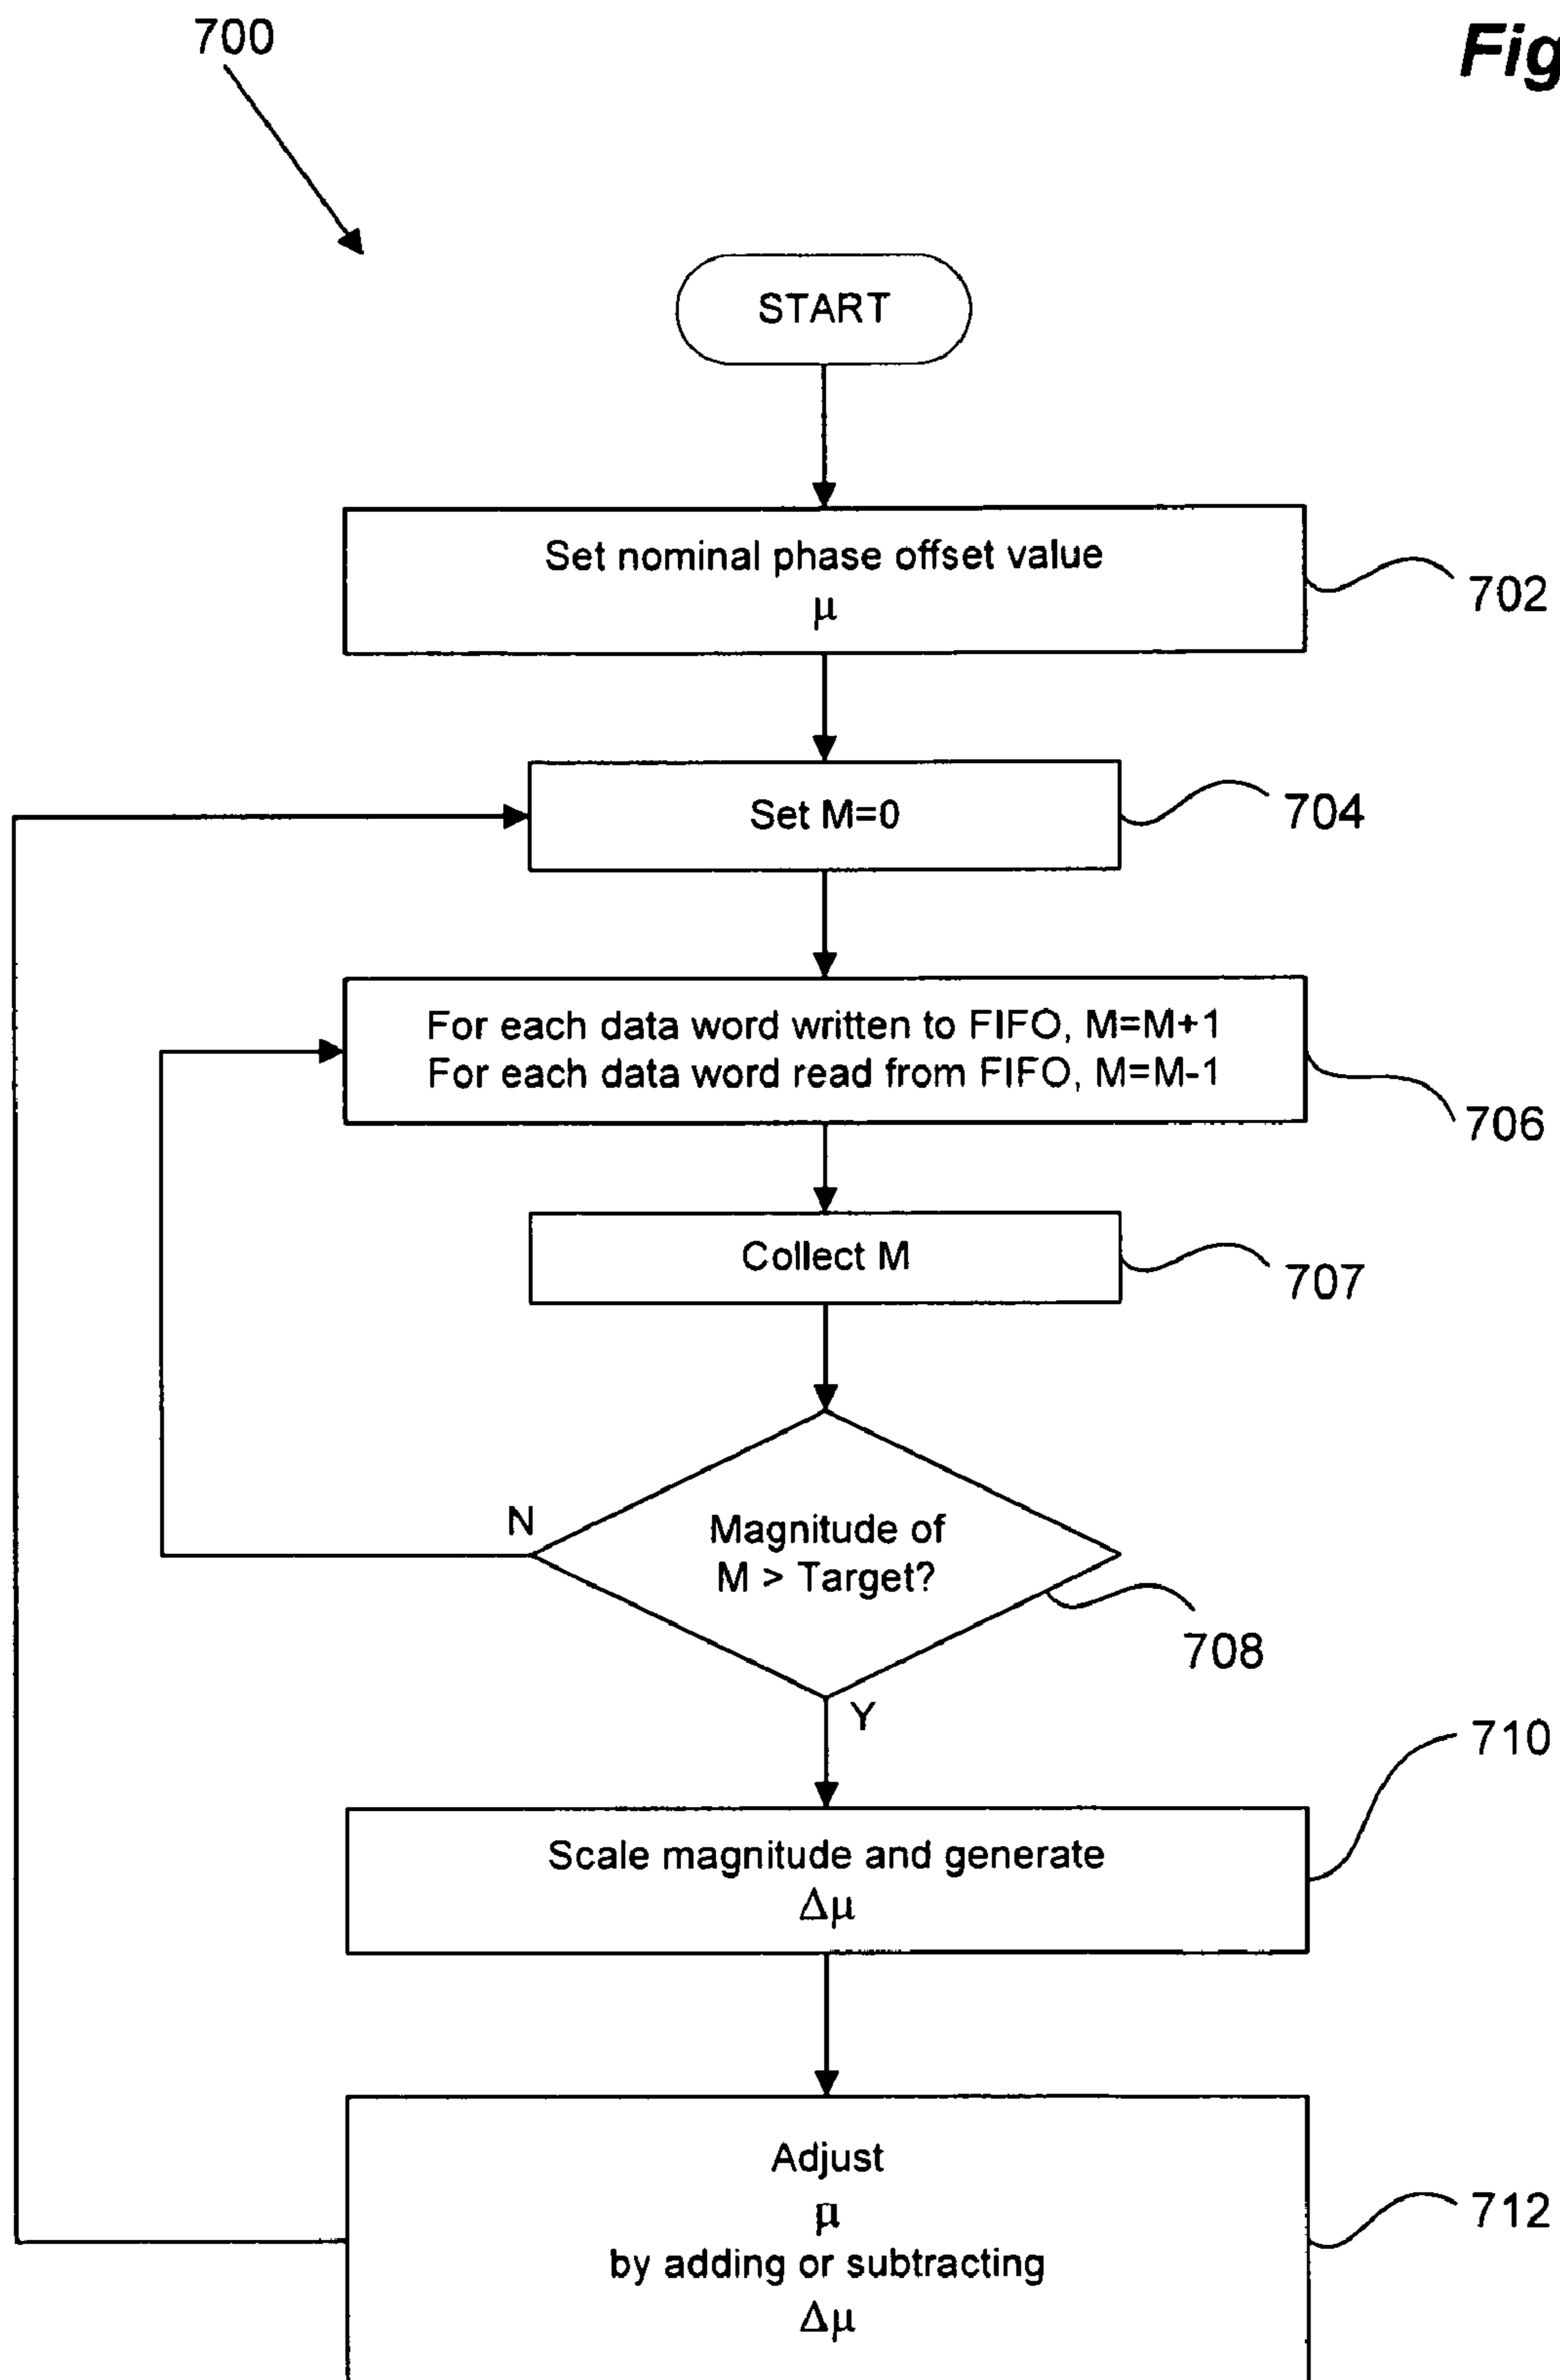 700
Fig
START
Set nominal phase offset value
μ
702
Set M=0
704
For each data word written to FIFO, M=M+1
For each data word read from FIFO, M=M-1
706
Collect M
707
N
Magnitude of
M > Target?
708
Y
710
Scale magnitude and generate
Δμ
Adjust
μ
by adding or subtracting
Δμ
712